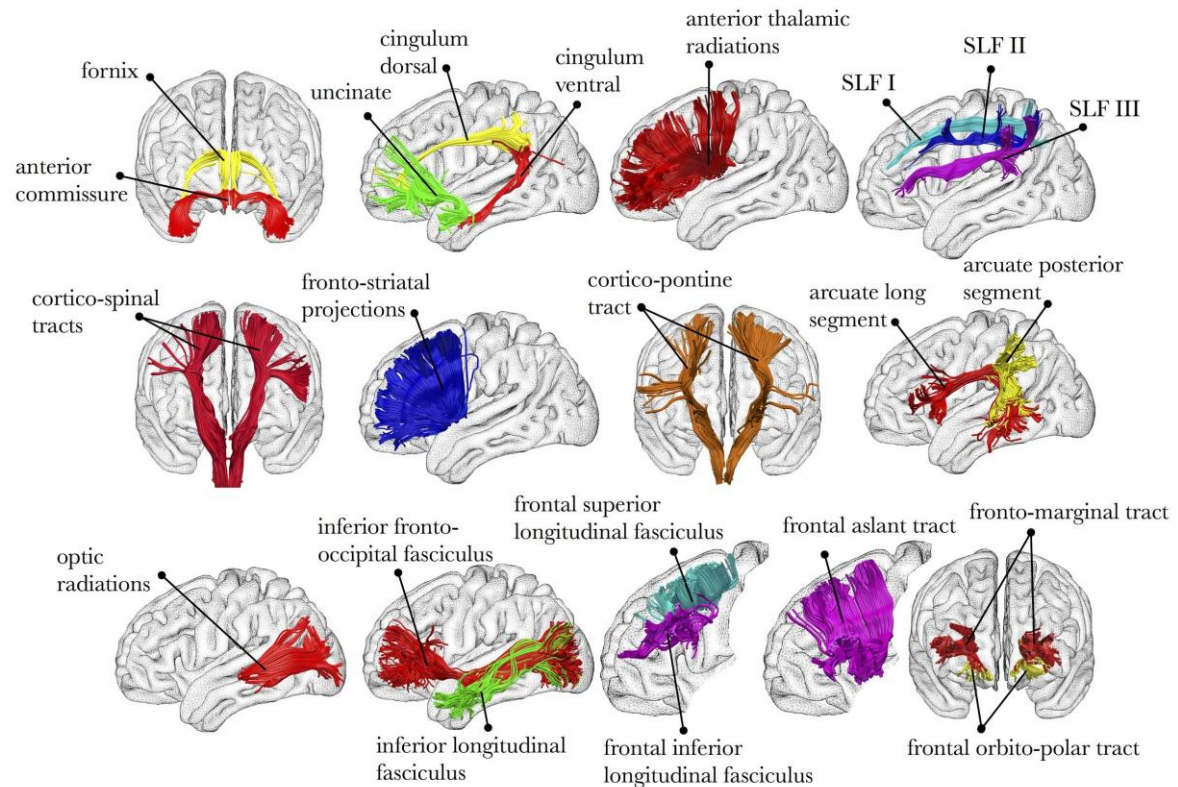 fornix
anterior
commissure
cingulum
dorsal
uncinate
cingulum
ventral
anterior thalamic
radiations
SLF II
SLF I
SLF III
cortico-spinal
tracts
fronto-striatal
projections
cortico-pontine
tract
arcuate posterior
segment
arcuate long
segment
optic
radiations
inferior fronto-
occipital fasciculus
inferior longitudinal
fasciculus
frontal superior
longitudinal fasciculus
frontal inferior
longitudinal fasciculus
frontal aslant tract
fronto-marginal tract
frontal orbito-polar tract